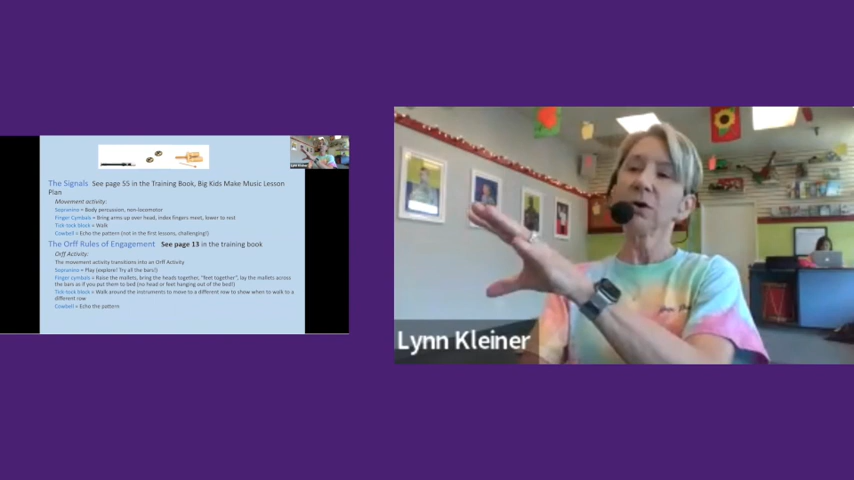 The Signals See page 55 in the Training Book, Big Kids Make Music Lesson
Plan
Movement activity:
Sopranino = Body percussion, non-locomotor
Finger Cymbals = Bring arms up over head, index fingers meet, lower to rest
Tick-tock block = Walk
Cowbell = Echo the pattern (not in the first lessons, challenging!)
The Orff Rules of Engagement See page 13 in the training book
Orff Activity:
The movement activity transitions into an Orff Activity.
Sopranino = Play (explore! Try all the bars!)
Finger cymbals = Raise the mallets, bring the heads together, "feet together", lay the mallets across
the bars as if you put them to bed (no head or feet hanging out of the bed!)
Tick-tock block = Walk around the instruments to move to a different row to show when to walk to a
different row
Cowbell = Echo the pattern
Lynn Kleiner